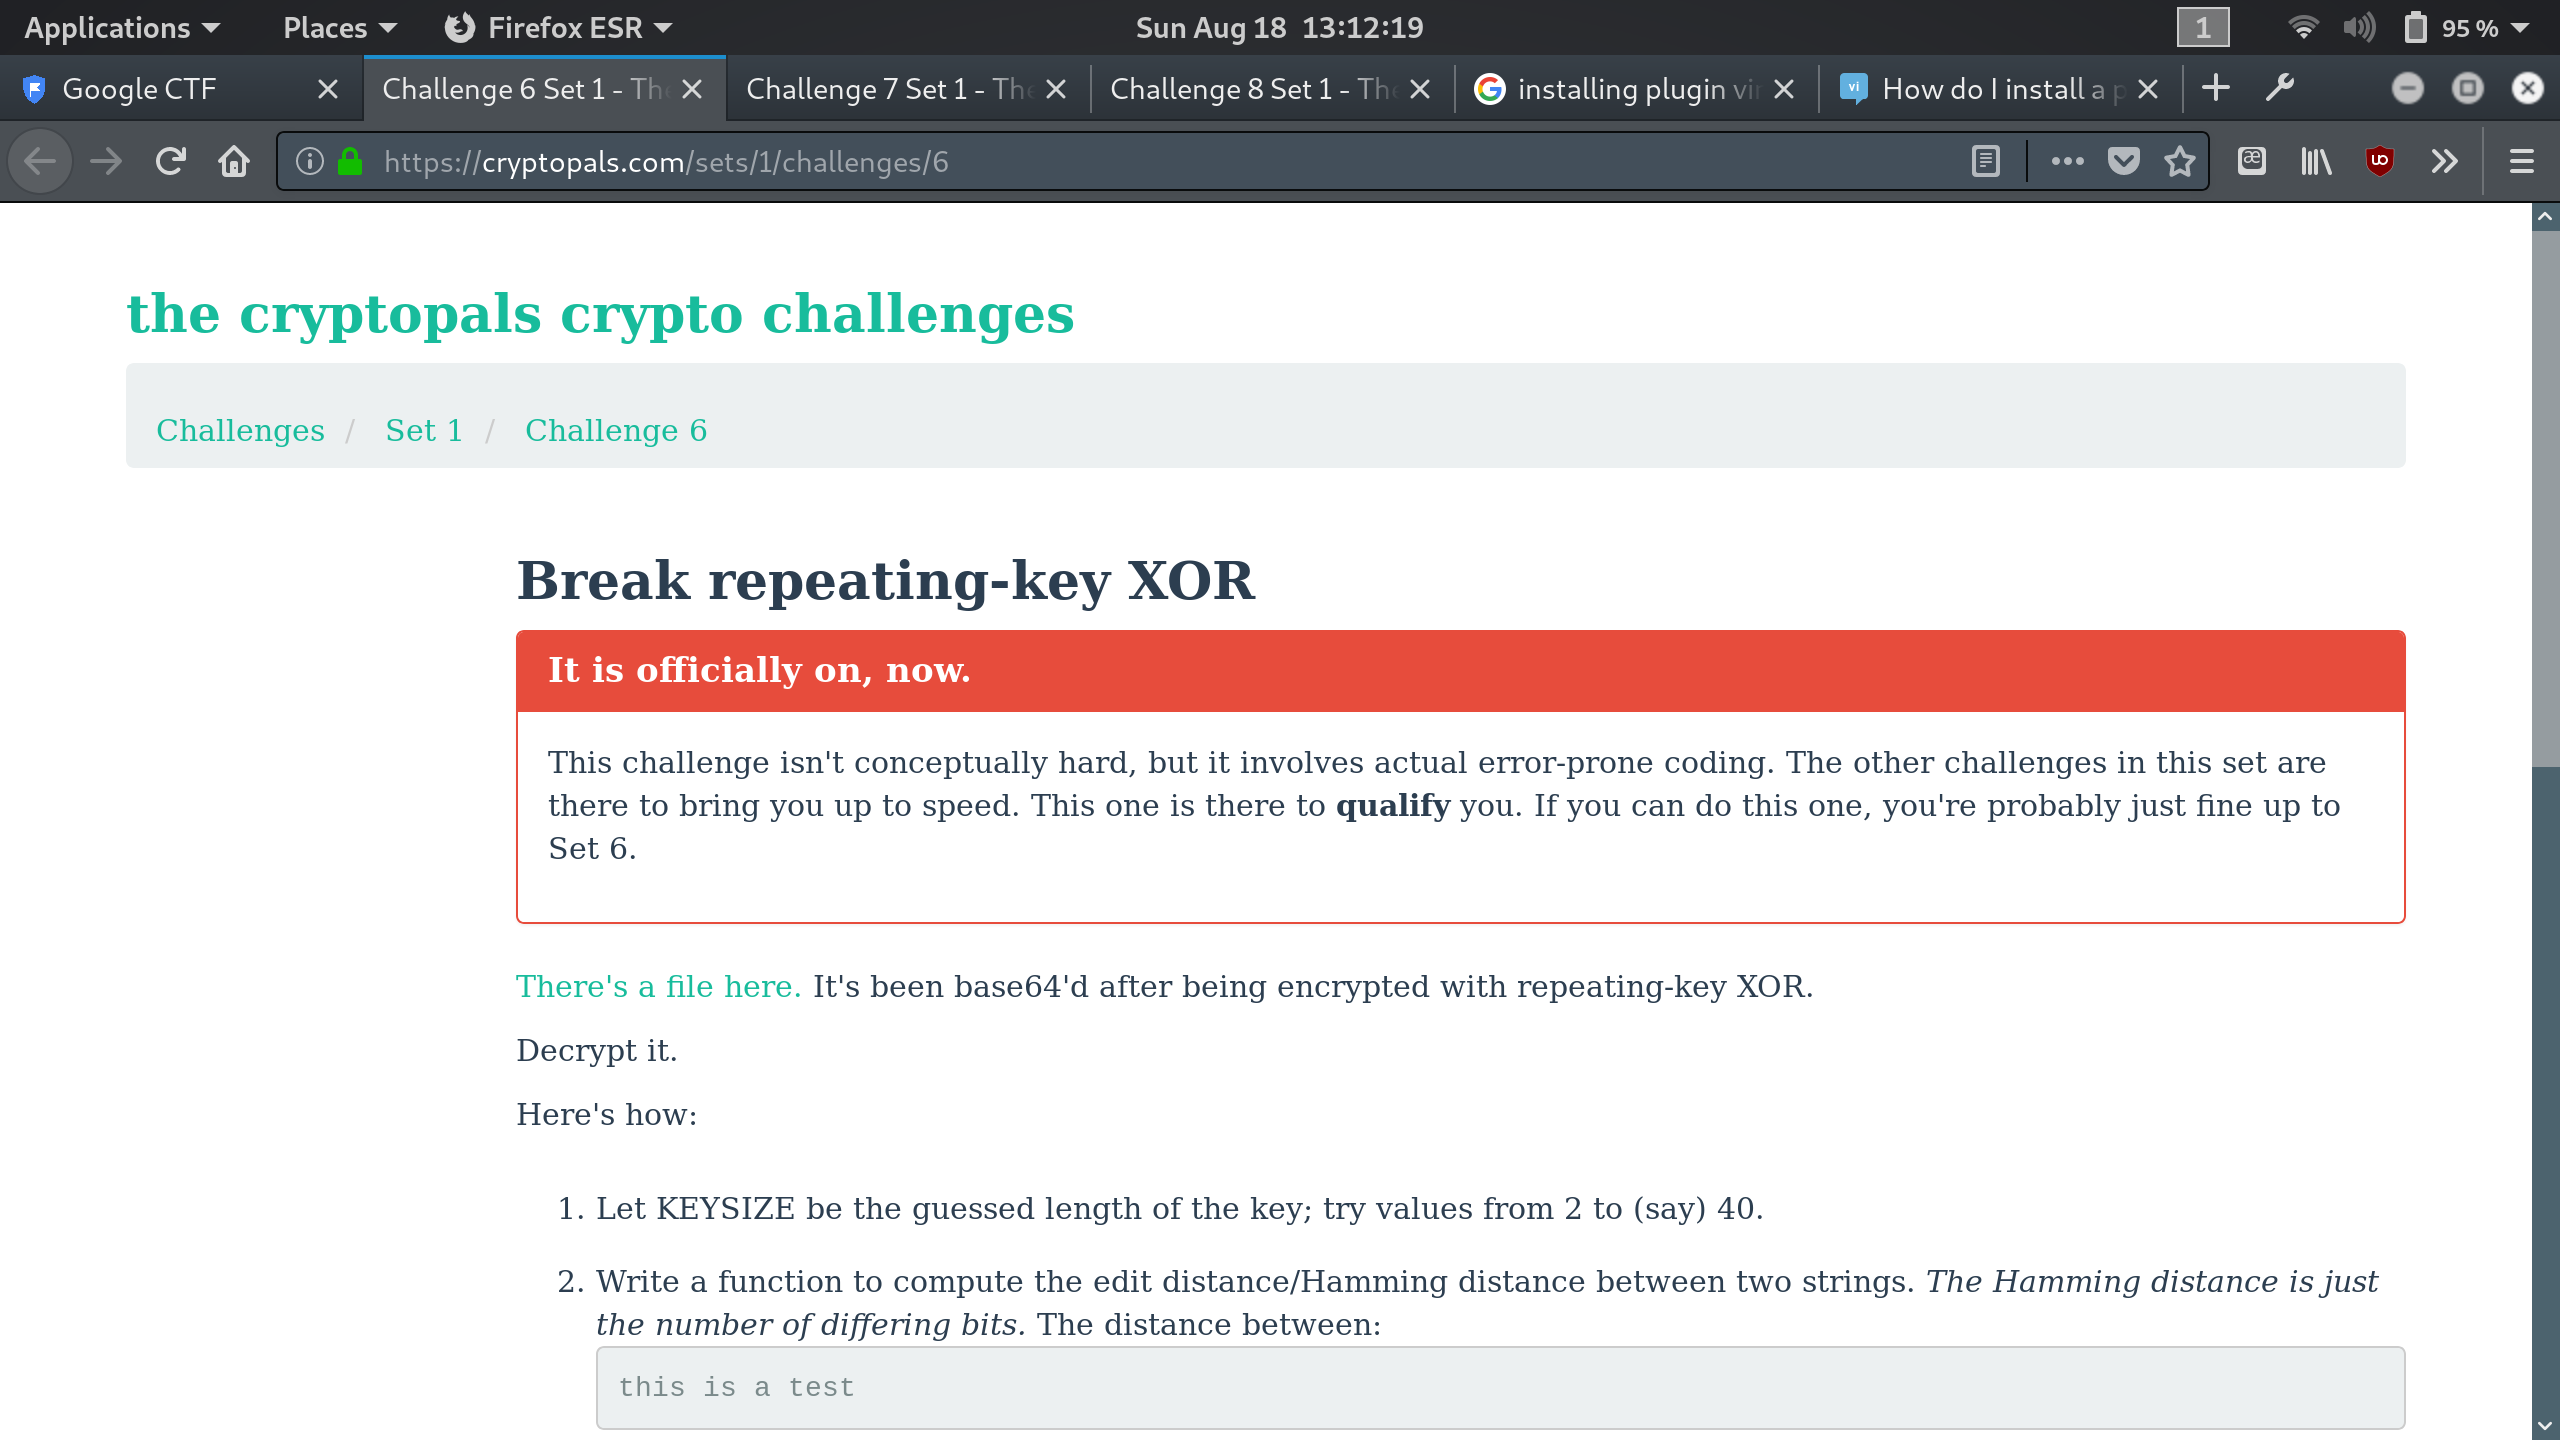 Applications Places Firefox ESR Sun Aug 18 13:12:19 1 95 %
Google CTF Challenge 6 Set 1 - The Challenge 7 Set 1 - The Challenge 8 Set 1 - The installing plugin vi How do I install a p
https://cryptopals.com/sets/1/challenges/6
the cryptopals crypto challenges
Challenges / Set 1 / Challenge 6
Break repeating-key XOR
It is officially on, now.
This challenge isn't conceptually hard, but it involves actual error-prone coding. The other challenges in this set are
there to bring you up to speed. This one is there to qualify you. If you can do this one, you're probably just fine up to
Set 6.
There's a file here. It's been base64'd after being encrypted with repeating-key XOR.
Decrypt it.
Here's how:
1. Let KEYSIZE be the guessed length of the key; try values from 2 to (say) 40.
2. Write a function to compute the edit distance/Hamming distance between two strings. The Hamming distance is just
the number of differing bits. The distance between:
this is a test